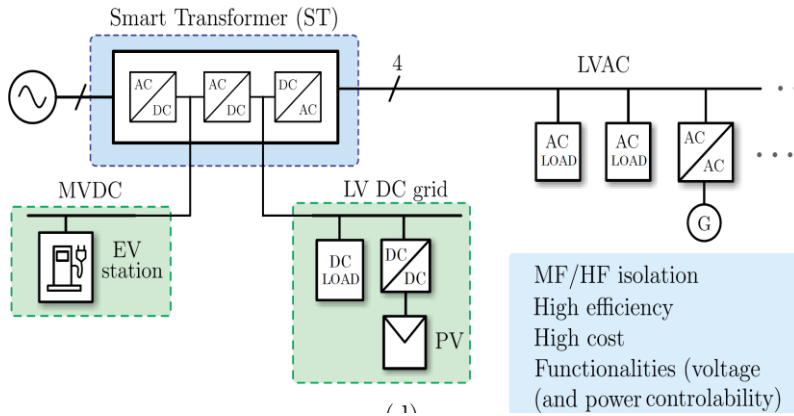 Smart Transformer (ST)
AC
DC
AC
DC
DC
AC
4
LVAC
AC
LOAD
AC
LOAD
AC
AC
G
MVDC
EV
station
LV DC grid
DC
LOAD
DC
DC
PV
MF/HF isolation
High efficiency
High cost
Functionalities (voltage
(and power controlability)